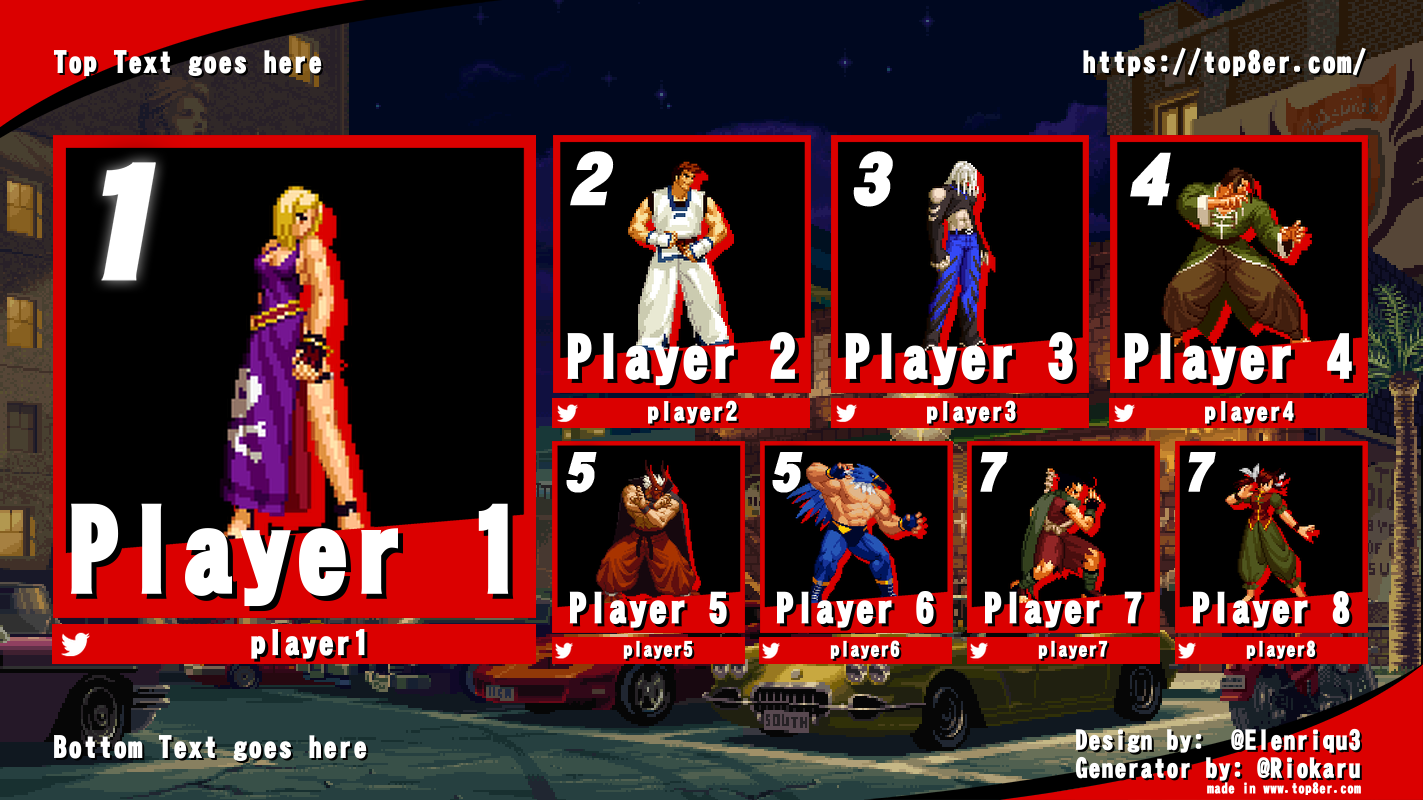 Top Text goes here
https://top8er.com/
1
2
3
4
Player 1
Player 2
Player 3
Player 4
player2
player3
player4
5
5
7
7
Player 5
Player 6
Player 7
Player 8
player1
player5
player6
player7
player8
SOUTH
Bottom Text goes here
Design by: @Elenriqu3
Generator by: @Riokaru
made in www.top8er.com